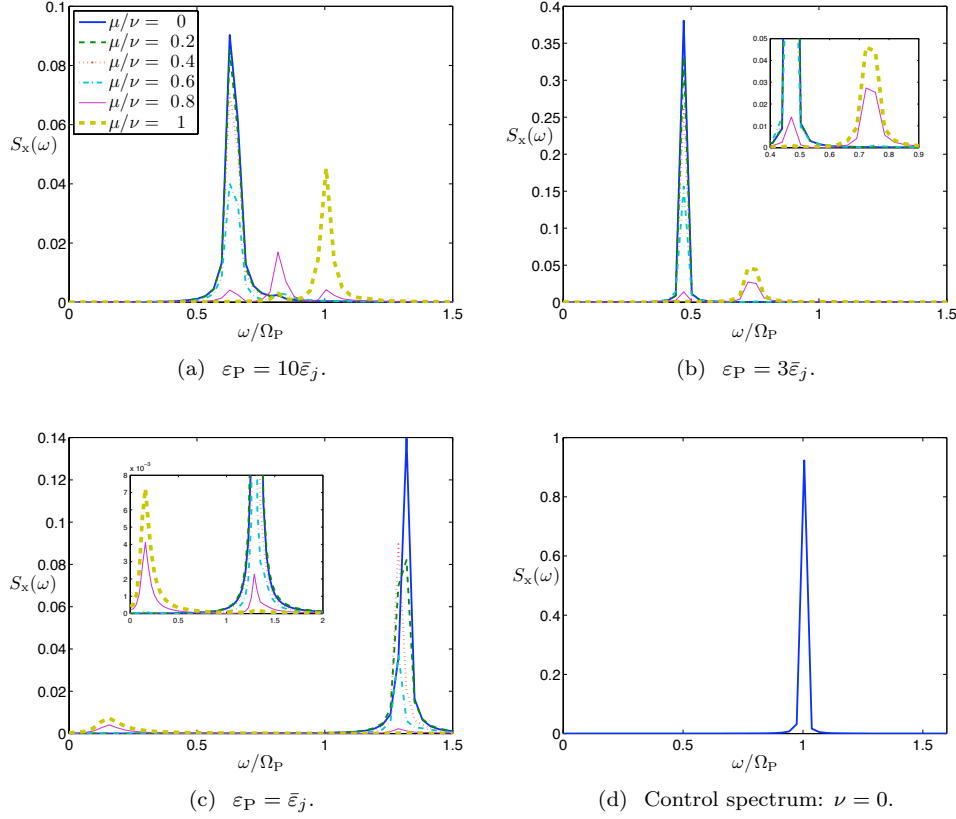 μ/ν = 0
μ/ν = 0.2
μ/ν = 0.4
μ/ν = 0.6
μ/ν = 0.8
μ/ν = 1
0.1
0.08
0.06
S_x(ω)
0.04
0.02
0
0 0.5 1 1.5
ω/Ω_P
(a) ε_P = 10ε̄_j.
0.4
0.35
0.3
0.25
S_x(ω)
0.2
0.15
0.1
0.05
0
0 0.5 1 1.5
ω/Ω_P
0.05
0.04
0.03
0.02
0.01
0
0.4 0.5 0.6 0.7 0.8 0.9
(b) ε_P = 3ε̄_j.
0.14
0.12
0.1
S_x(ω)
0.08
0.06
0.04
0.02
0
0 0.5 1 1.5
ω/Ω_P
x 10⁻³
8
7
6
5
4
3
2
1
0
0 0.5 1 1.5 2
(c) ε_P = ε̄_j.
1
0.8
S_x(ω)
0.6
0.4
0.2
0
0 0.5 1 1.5
ω/Ω_P
(d) Control spectrum: ν = 0.